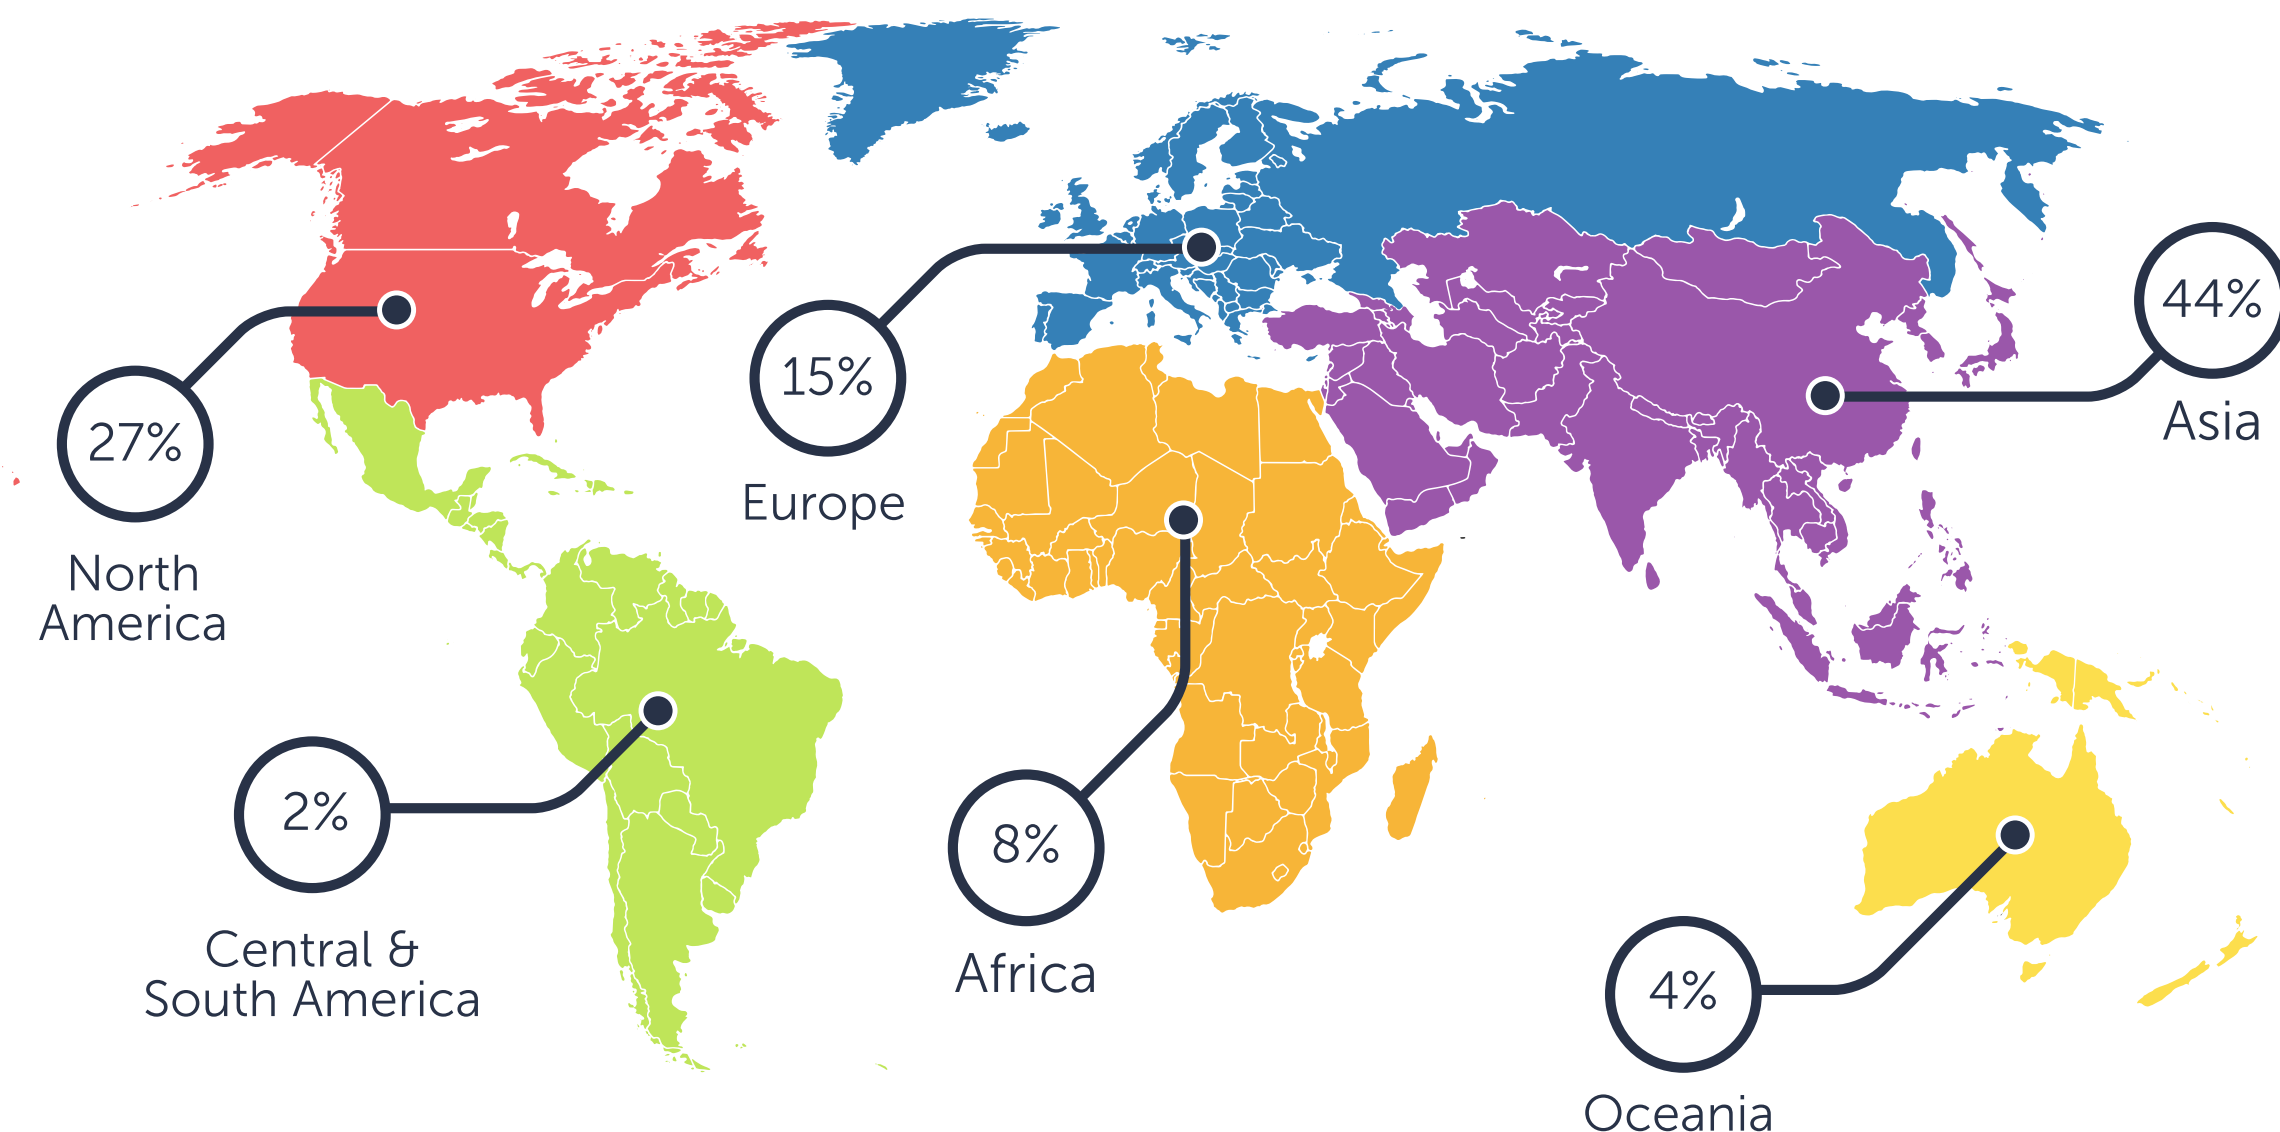 27%
North
America
15%
Europe
44%
Asia
2%
Central &
South America
8%
Africa
4%
Oceania